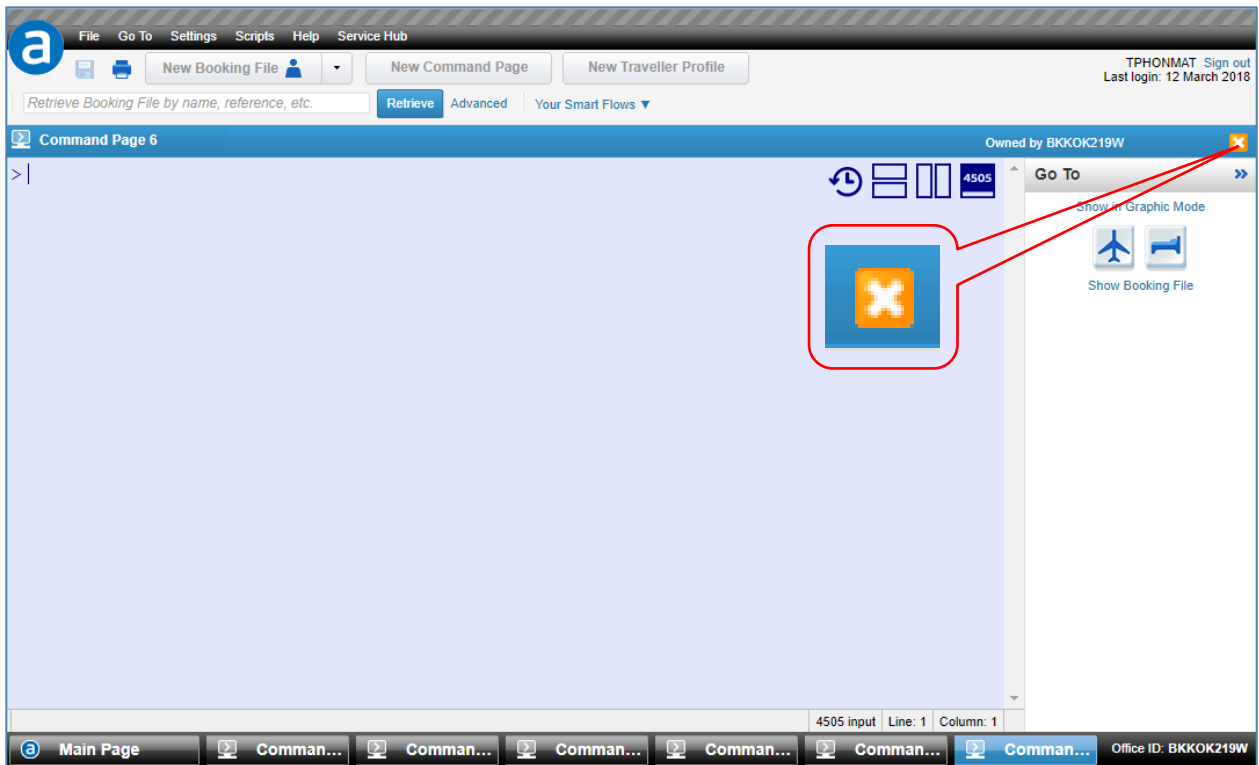 a
File Go To Settings Scripts Help Service Hub
New Booking File New Command Page New Traveller Profile
TPHONMAT Sign out
Last login: 12 March 2018
Retrieve Booking File by name, reference, etc. Retrieve Advanced Your Smart Flows ▼
Command Page 6 Owned by BKKOK219W
> 4505 Go To »
Show in Graphic Mode
Show Booking File
4505 input Line: 1 Column: 1
a Main Page Comman... Comman... Comman... Comman... Comman... Comman... Office ID: BKKOK219W